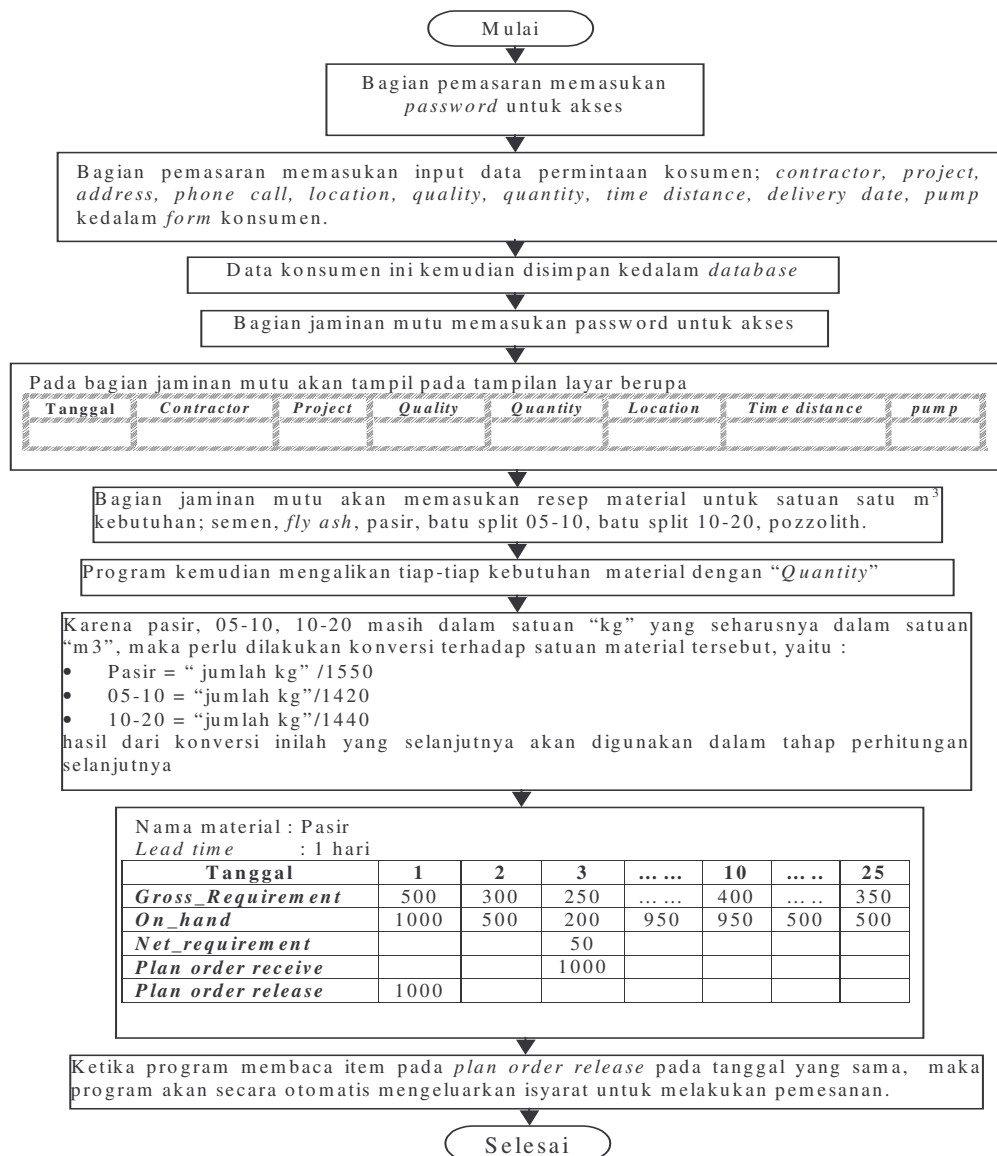 Mulai
Bagian pemasaran memasukan
password untuk akses
Bagian pemasaran memasukan input data permintaan kosumen; contractor, project,
address, phone call, location, quality, quantity, time distance, delivery date, pump
kedalam form konsumen.
Data konsumen ini kemudian disimpan kedalam database
Bagian jaminan mutu memasukan password untuk akses
Pada bagian jaminan mutu akan tampil pada tampilan layar berupa
Tanggal Contractor Project Quality Quantity Location Time distance pump
Bagian jaminan mutu akan memasukan resep material untuk satuan satu m³
kebutuhan; semen, fly ash, pasir, batu split 05-10, batu split 10-20, pozzolith.
Program kemudian mengalikan tiap-tiap kebutuhan material dengan “Quantity”
Karena pasir, 05-10, 10-20 masih dalam satuan “kg” yang seharusnya dalam satuan
“m3”, maka perlu dilakukan konversi terhadap satuan material tersebut, yaitu :
• Pasir = “ jumlah kg” /1550
• 05-10 = “jumlah kg”/1420
• 10-20 = “jumlah kg”/1440
hasil dari konversi inilah yang selanjutnya akan digunakan dalam tahap perhitungan
selanjutnya
Nama material : Pasir
Lead time : 1 hari
Tanggal 1 2 3 ... ... 10 ... .. 25
Gross_Requirement 500 300 250 ... ... 400 ... .. 350
On_hand 1000 500 200 950 950 500 500
Net_requirement 50
Plan order receive 1000
Plan order release 1000
Ketika program membaca item pada plan order release pada tanggal yang sama, maka
program akan secara otomatis mengeluarkan isyarat untuk melakukan pemesanan.
Selesai